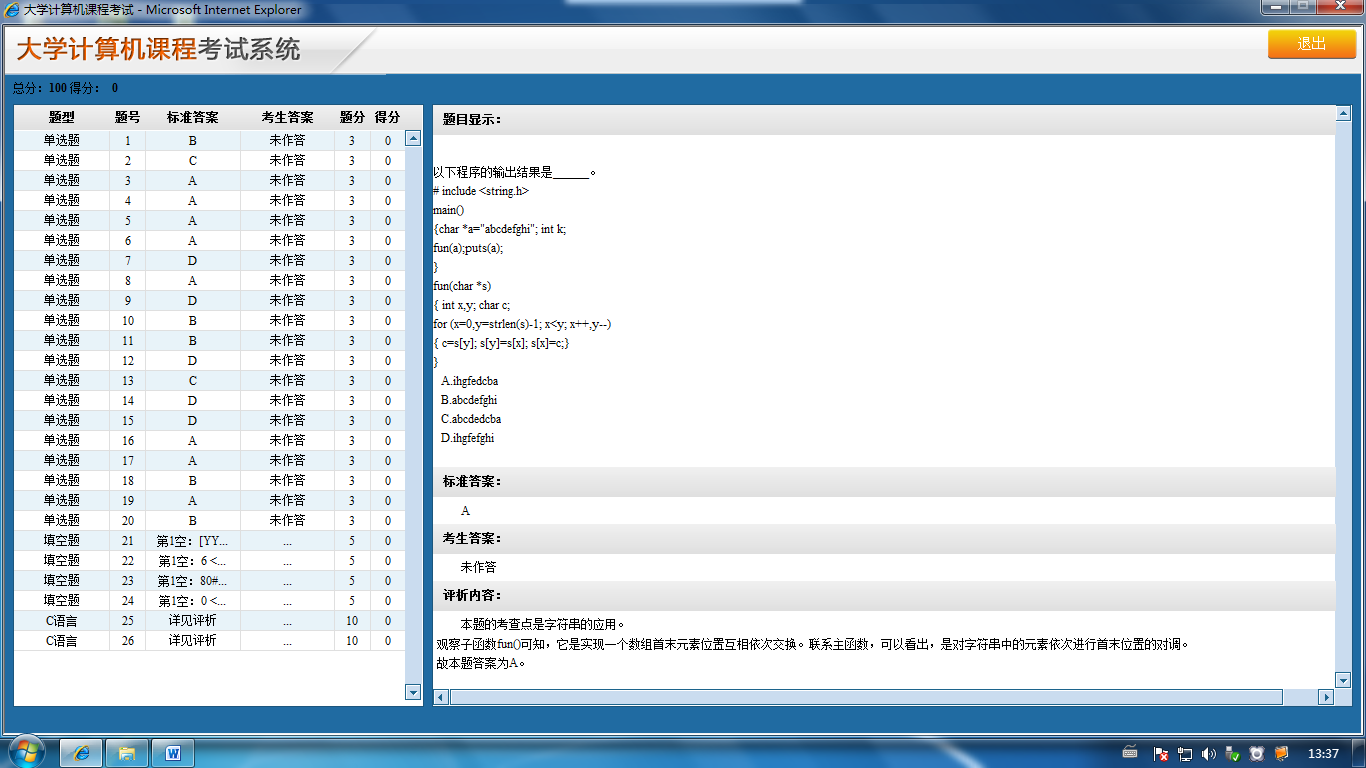 大学计算机课程考试 - Microsoft Internet Explorer
大学计算机课程考试系统
退出
总分：100 得分： 0
题型 题号 标准答案 考生答案 题分 得分
单选题 1 B 未作答 3 0
单选题 2 C 未作答 3 0
单选题 3 A 未作答 3 0
单选题 4 A 未作答 3 0
单选题 5 A 未作答 3 0
单选题 6 A 未作答 3 0
单选题 7 D 未作答 3 0
单选题 8 A 未作答 3 0
单选题 9 D 未作答 3 0
单选题 10 B 未作答 3 0
单选题 11 B 未作答 3 0
单选题 12 D 未作答 3 0
单选题 13 C 未作答 3 0
单选题 14 D 未作答 3 0
单选题 15 D 未作答 3 0
单选题 16 A 未作答 3 0
单选题 17 A 未作答 3 0
单选题 18 B 未作答 3 0
单选题 19 A 未作答 3 0
单选题 20 B 未作答 3 0
填空题 21 第1空：[YY... ... 5 0
填空题 22 第1空：6 <... ... 5 0
填空题 23 第1空：80#... ... 5 0
填空题 24 第1空：0 <... ... 5 0
C语言 25 详见评析 ... 10 0
C语言 26 详见评析 ... 10 0
题目显示：
以下程序的输出结果是______。
# include <string.h>
main()
{char *a="abcdefghi"; int k;
fun(a);puts(a);
}
fun(char *s)
{ int x,y; char c;
for (x=0,y=strlen(s)-1; x<y; x++,y--)
{ c=s[y]; s[y]=s[x]; s[x]=c;}
}
A.ihgfedcba
B.abcdefghi
C.abcdedcba
D.ihgfefghi
标准答案：
A
考生答案：
未作答
评析内容：
本题的考查点是字符串的应用。
观察子函数fun()可知，它是实现一个数组首末元素位置互相依次交换。联系主函数，可以看出，是对字符串中的元素依次进行首末位置的对调。
故本题答案为A。
13:37